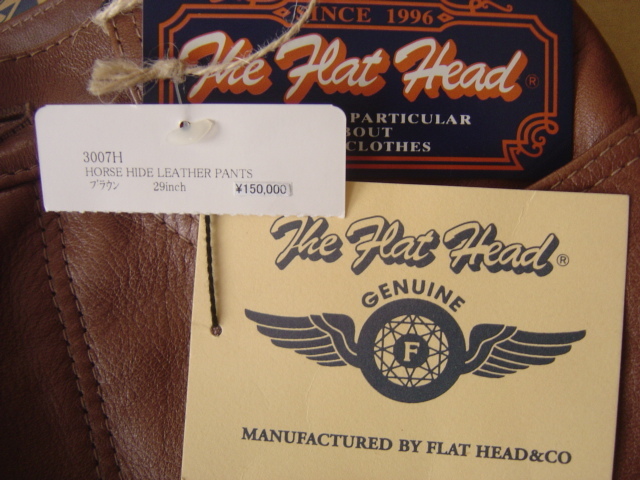 SINCE 1996
The Flat Head ®
PARTICULAR
BOUT
CLOTHES
3007H
HORSE HIDE LEATHER PANTS
ブラウン 29inch ¥150,000
The Flat Head ®
GENUINE
F
MANUFACTURED BY FLAT HEAD&CO